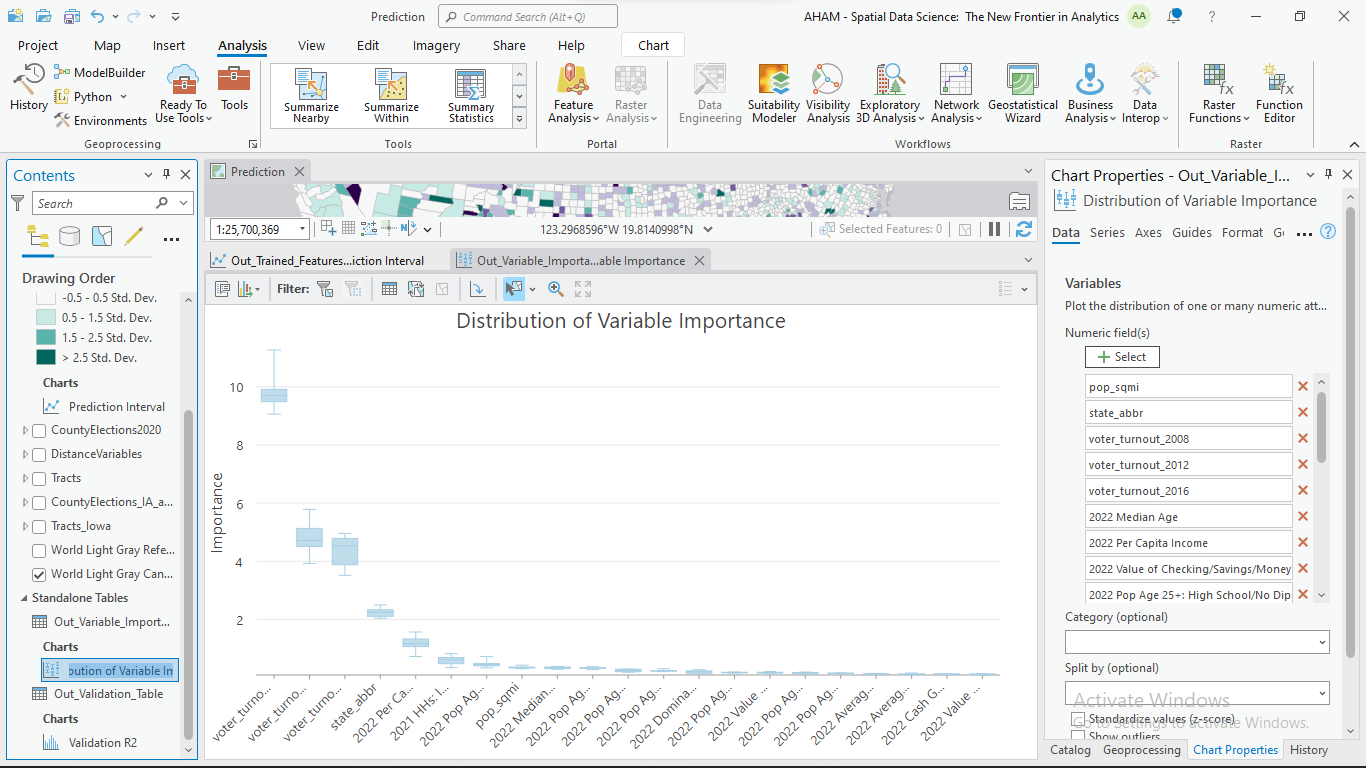 Prediction
Command Search (Alt+Q)
AHAM - Spatial Data Science: The New Frontier in Analytics
AA
?
Project
Map
Insert
Analysis
View
Edit
Imagery
Share
Help
Chart
History
ModelBuilder
Python
Environments
Ready To
Use Tools
Tools
Summarize
Nearby
Summarize
Within
Summary
Statistics
Feature
Analysis
Raster
Analysis
Data
Engineering
Suitability
Modeler
Visibility
Analysis
Exploratory
3D Analysis
Network
Analysis
Geostatistical
Wizard
Business
Analysis
Data
Interop
Raster
Functions
Function
Editor
Geoprocessing
Tools
Portal
Workflows
Raster
Contents
Search
Drawing Order
-0.5 - 0.5 Std. Dev.
0.5 - 1.5 Std. Dev.
1.5 - 2.5 Std. Dev.
> 2.5 Std. Dev.
Charts
Prediction Interval
CountyElections2020
DistanceVariables
Tracts
CountyElections_IA_a...
Tracts_Iowa
World Light Gray Refe...
World Light Gray Can...
Standalone Tables
Out_Variable_Import...
Charts
bution of Variable In
Out_Validation_Table
Charts
Validation R2
Prediction
1:25,700,369
123.2968596°W 19.8140998°N
Selected Features: 0
Out_Trained_Features...iction Interval
Out_Variable_Importa...able Importance
Filter:
Distribution of Variable Importance
Importance
10
8
6
4
2
voter_turno...
voter_turno...
voter_turno...
state_abbr
2022 Per Ca...
2021 HHs: I...
2022 Pop Ag...
pop_sqmi
2022 Median...
2022 Pop Ag...
2022 Pop Ag...
2022 Pop Ag...
2020 Domina...
2022 Pop Ag...
2022 Value ...
2022 Pop Ag...
2022 Pop Ag...
2022 Averag...
2022 Averag...
2022 Cash G...
2022 Value ...
Chart Properties - Out_Variable_I...
Distribution of Variable Importance
Data
Series
Axes
Guides
Format
Ge
...
?
Variables
Plot the distribution of one or many numeric att...
Numeric field(s)
Select
pop_sqmi
state_abbr
voter_turnout_2008
voter_turnout_2012
voter_turnout_2016
2022 Median Age
2022 Per Capita Income
2022 Value of Checking/Savings/Money
2022 Pop Age 25+: High School/No Dip
Category (optional)
Split by (optional)
Activate Windows
Go to Settings to activate Windows.
Standardize values (z-score)
Show outliers
Catalog
Geoprocessing
Chart Properties
History